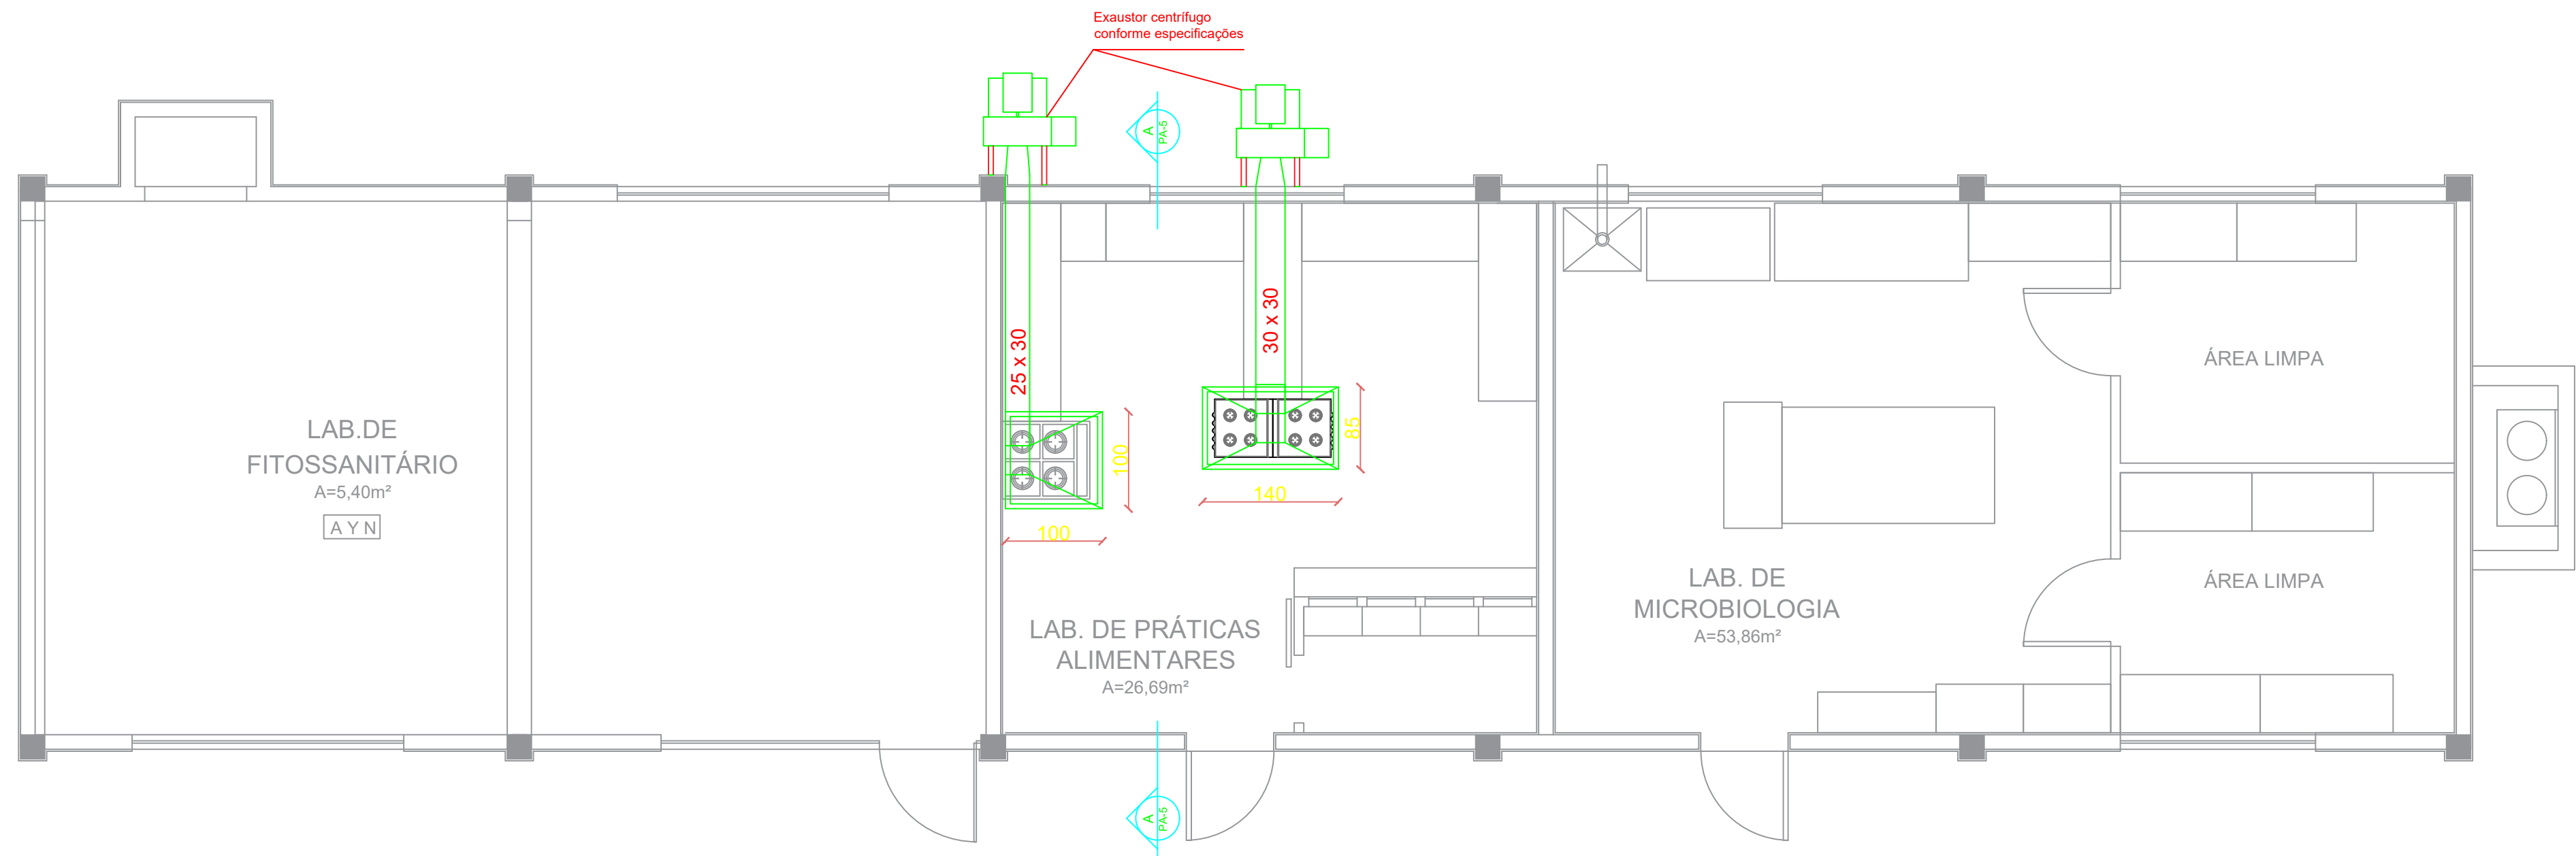 Exaustor centrífugo
conforme especificações
A
PA-5
25 x 30
30 x 30
ÁREA LIMPA
LAB.DE
FITOSSANITÁRIO
A=5,40m²
A Y N
100
100
85
140
LAB. DE PRÁTICAS
ALIMENTARES
A=26,69m²
LAB. DE
MICROBIOLOGIA
A=53,86m²
ÁREA LIMPA
A
PA-5